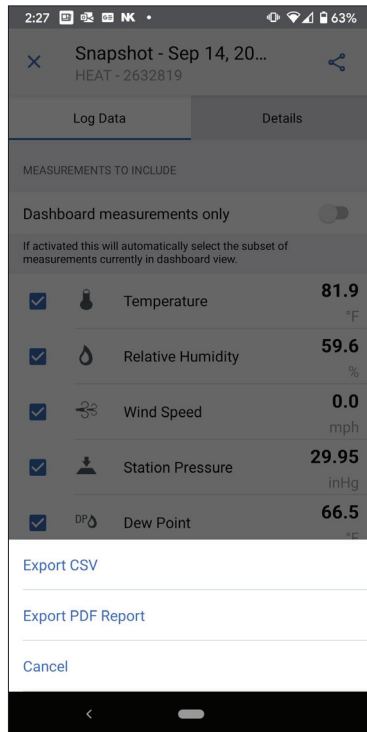 2:27 GE NK • 63%
Snapshot - Sep 14, 20...
HEAT - 2632819
Log Data Details
MEASUREMENTS TO INCLUDE
Dashboard measurements only
If activated this will automatically select the subset of
measurements currently in dashboard view.
Temperature 81.9
°F
Relative Humidity 59.6
%
Wind Speed 0.0
mph
Station Pressure 29.95
inHg
DP Dew Point 66.5
°F
Export CSV
Export PDF Report
Cancel